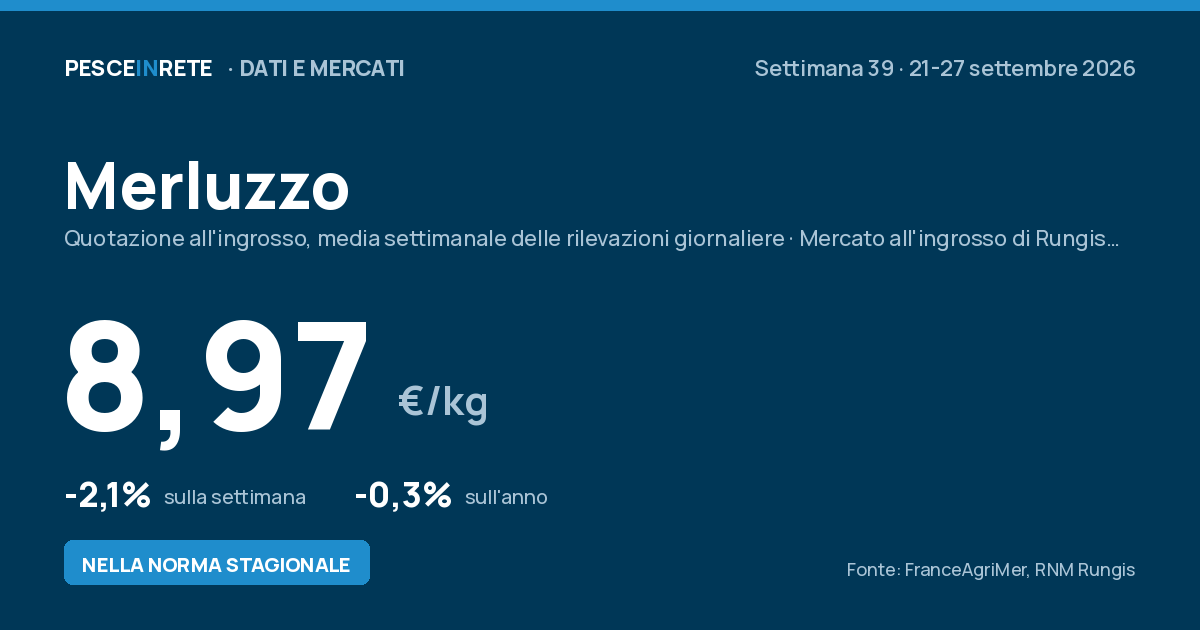 PESCEINRETE · DATI E MERCATI
Settimana 39 · 21-27 settembre 2026
Merluzzo
Quotazione all'ingrosso, media settimanale delle rilevazioni giornaliere · Mercato all'ingrosso di Rungis…
8,97 €/kg
-2,1% sulla settimana -0,3% sull'anno
NELLA NORMA STAGIONALE
Fonte: FranceAgriMer, RNM Rungis